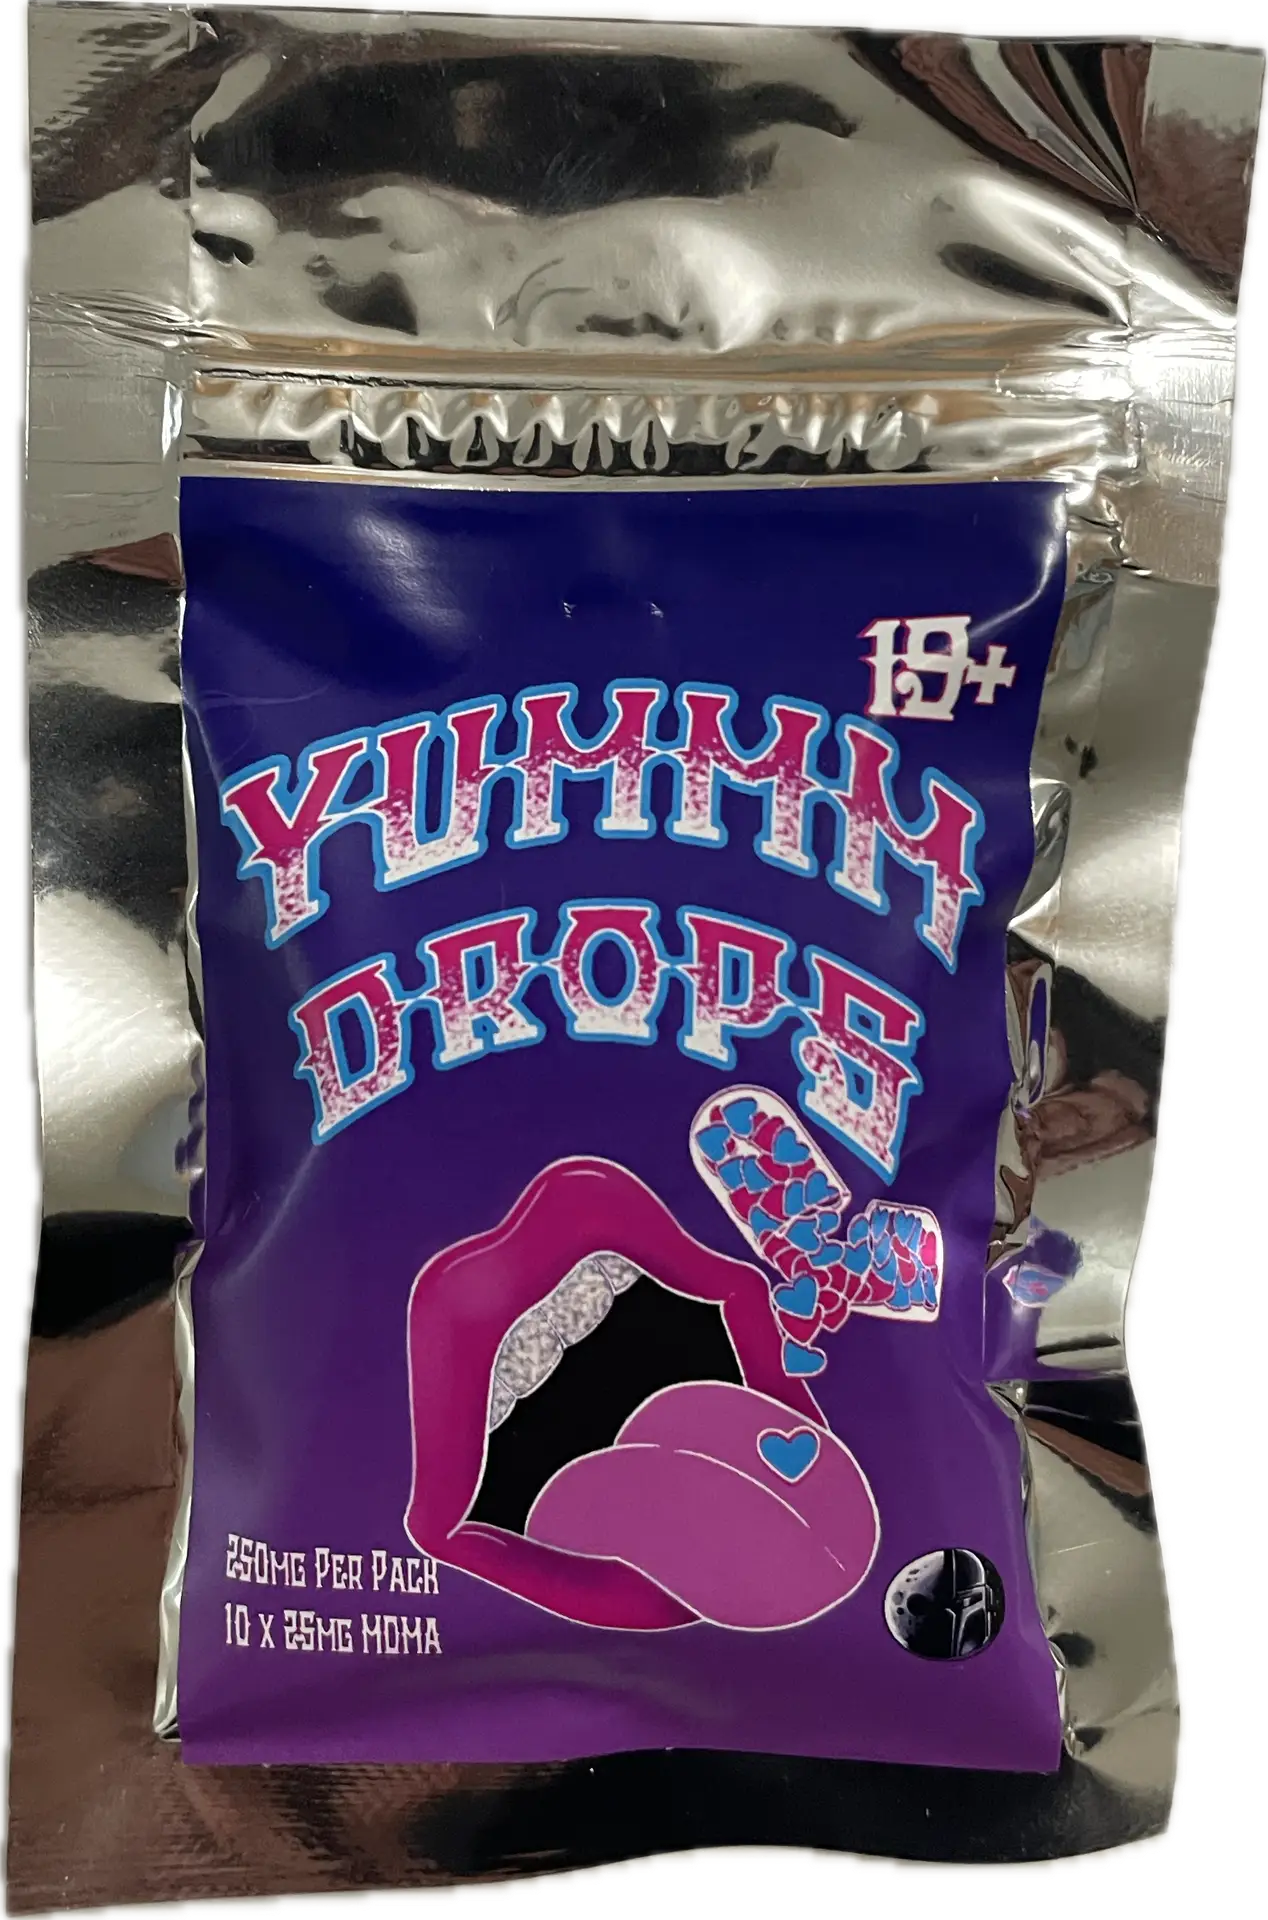 19+
YUMMY
DROPS
250MG PER PACK
10 X 25MG MDMA